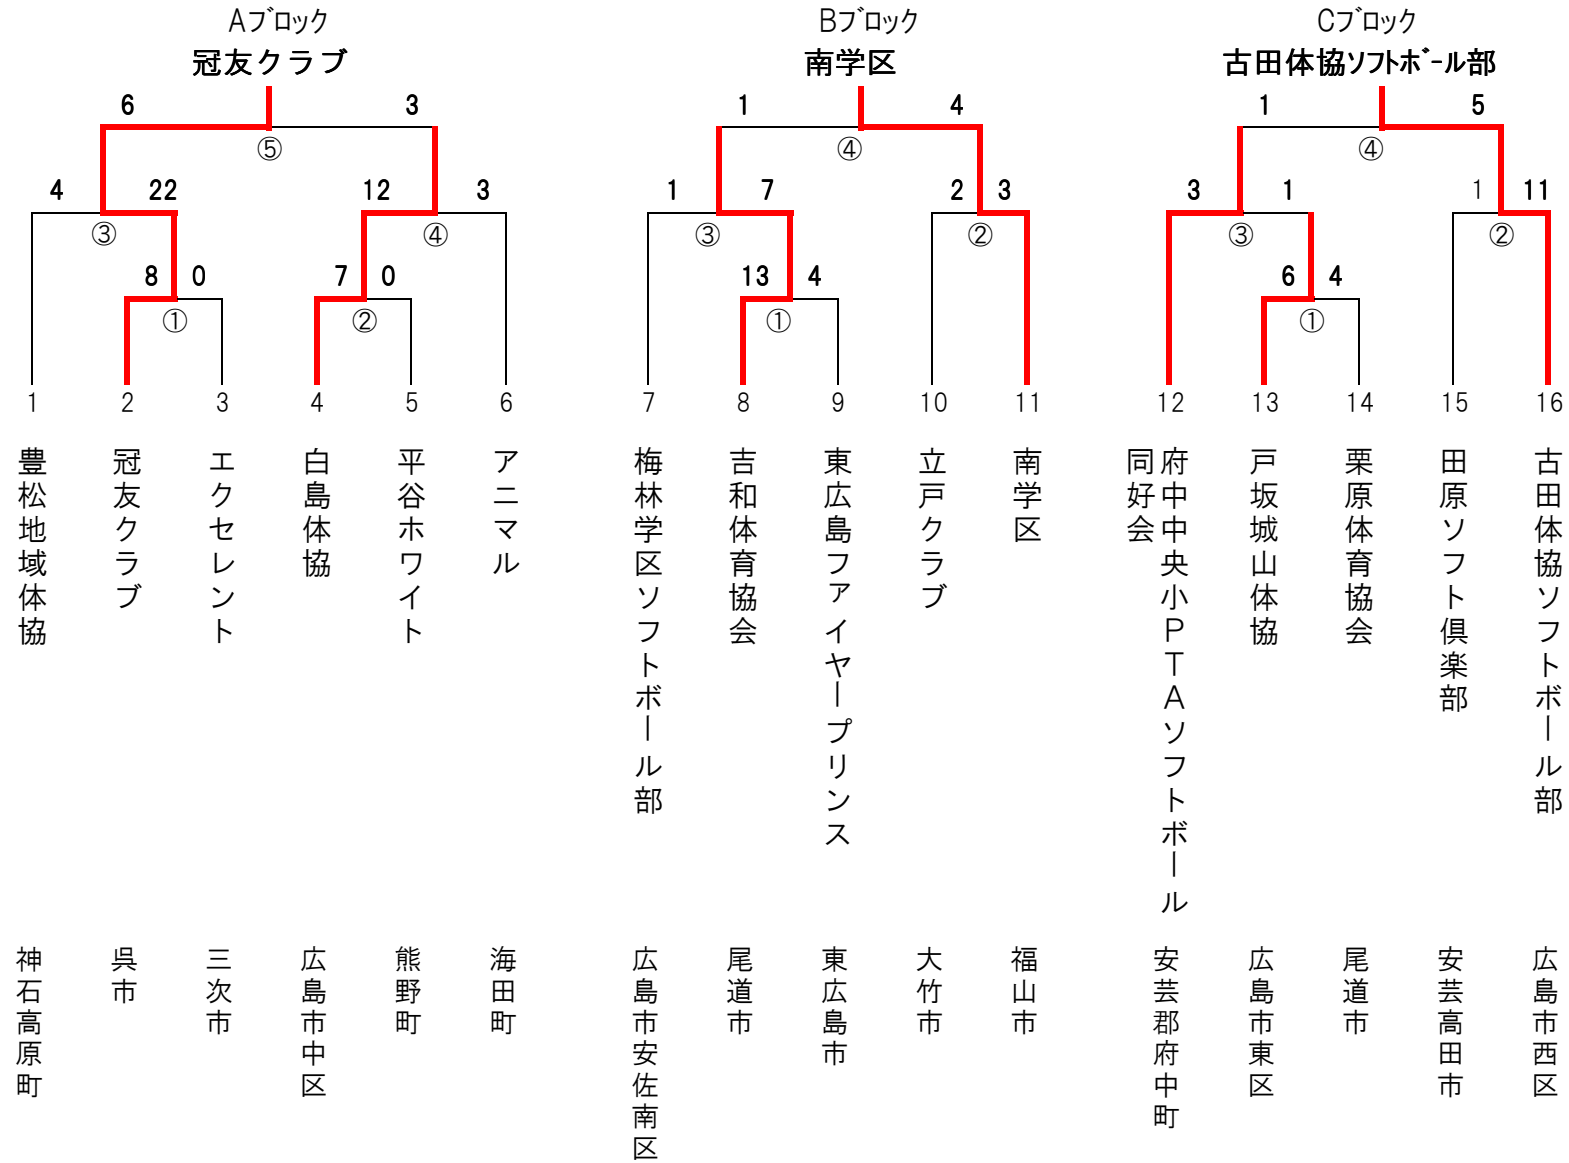 Aブロック
Bブロック
Cブロック
冠友クラブ
南学区
古田体協ソフトボール部
6 3
1 4
1 5
⑤
④
④
4 22 12 3
1 7 2 3
3 1 1 11
③ ④
③ ②
③ ②
8 0 7 0
13 4
6 4
① ②
①
①
1 2 3 4 5 6 7 8 9 10 11 12 13 14 15 16
豊松地域体協
冠友クラブ
エクセレント
白島体協
平谷ホワイト
アニマル
梅林学区ソフトボール部
吉和体育協会
東広島ファイヤープリンス
立戸クラブ
南学区
府中中央小PTAソフトボール
同好会
戸坂城山体協
栗原体育協会
田原ソフト倶楽部
古田体協ソフトボール部
神石高原町
呉市
三次市
広島市中区
熊野町
海田町
広島市安佐南区
尾道市
東広島市
大竹市
福山市
安芸郡府中町
広島市東区
尾道市
安芸高田市
広島市西区